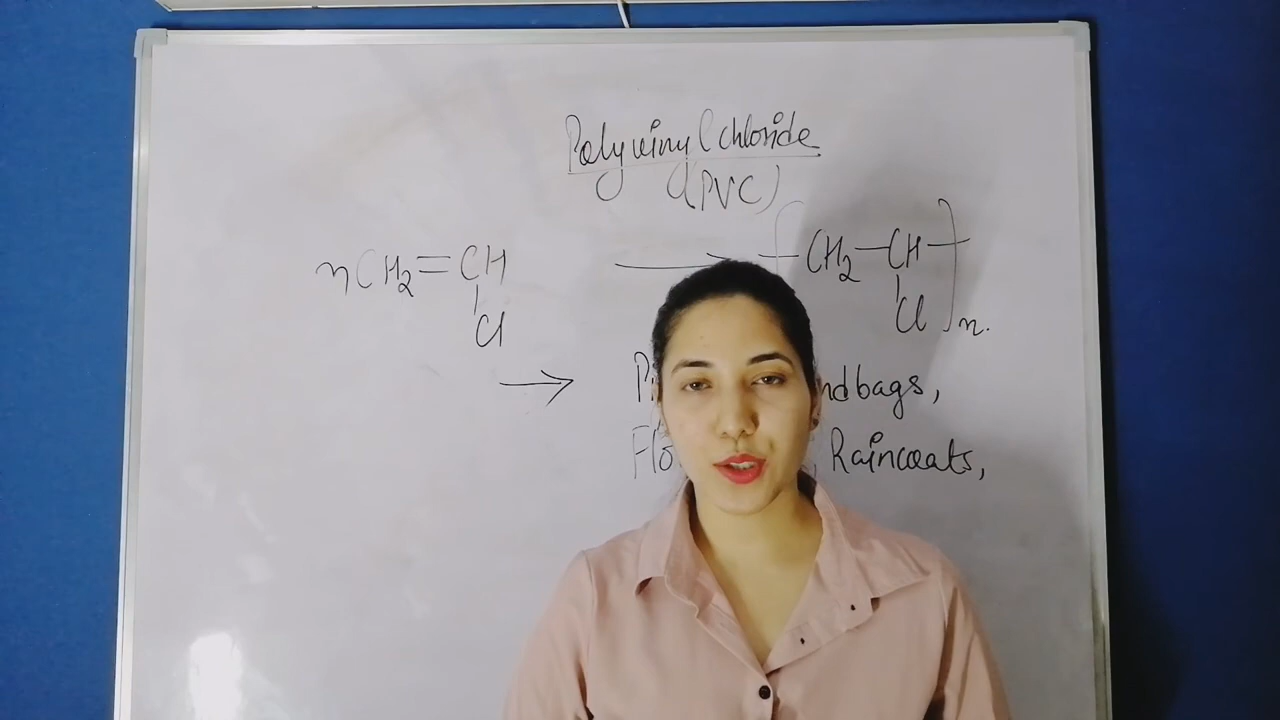 Polyvinyl chloride
(PVC)
nCH₂=CH → [-CH₂-CH-]n.
Cl Cl
→ ndbags,
Raincoats,